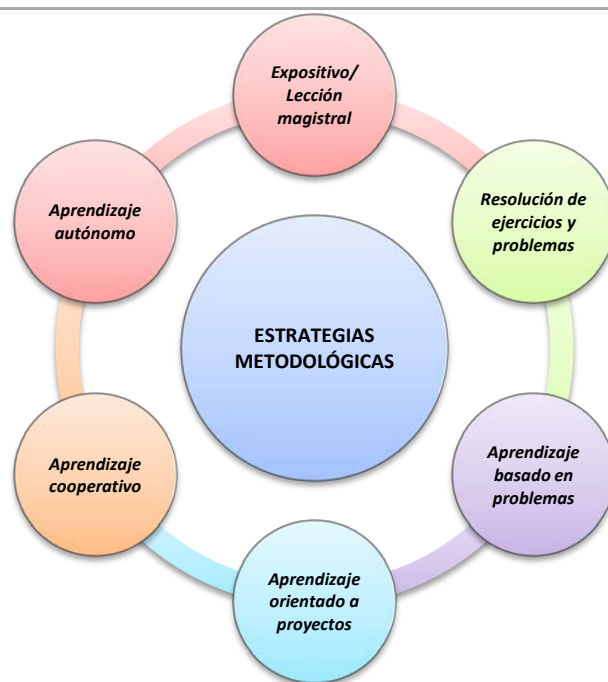 Expositivo/
Lección
magistral
Resolución de
ejercicios y
problemas
Aprendizaje
basado en
problemas
Aprendizaje
orientado a
proyectos
Aprendizaje
cooperativo
Aprendizaje
autónomo
ESTRATEGIAS
METODOLÓGICAS